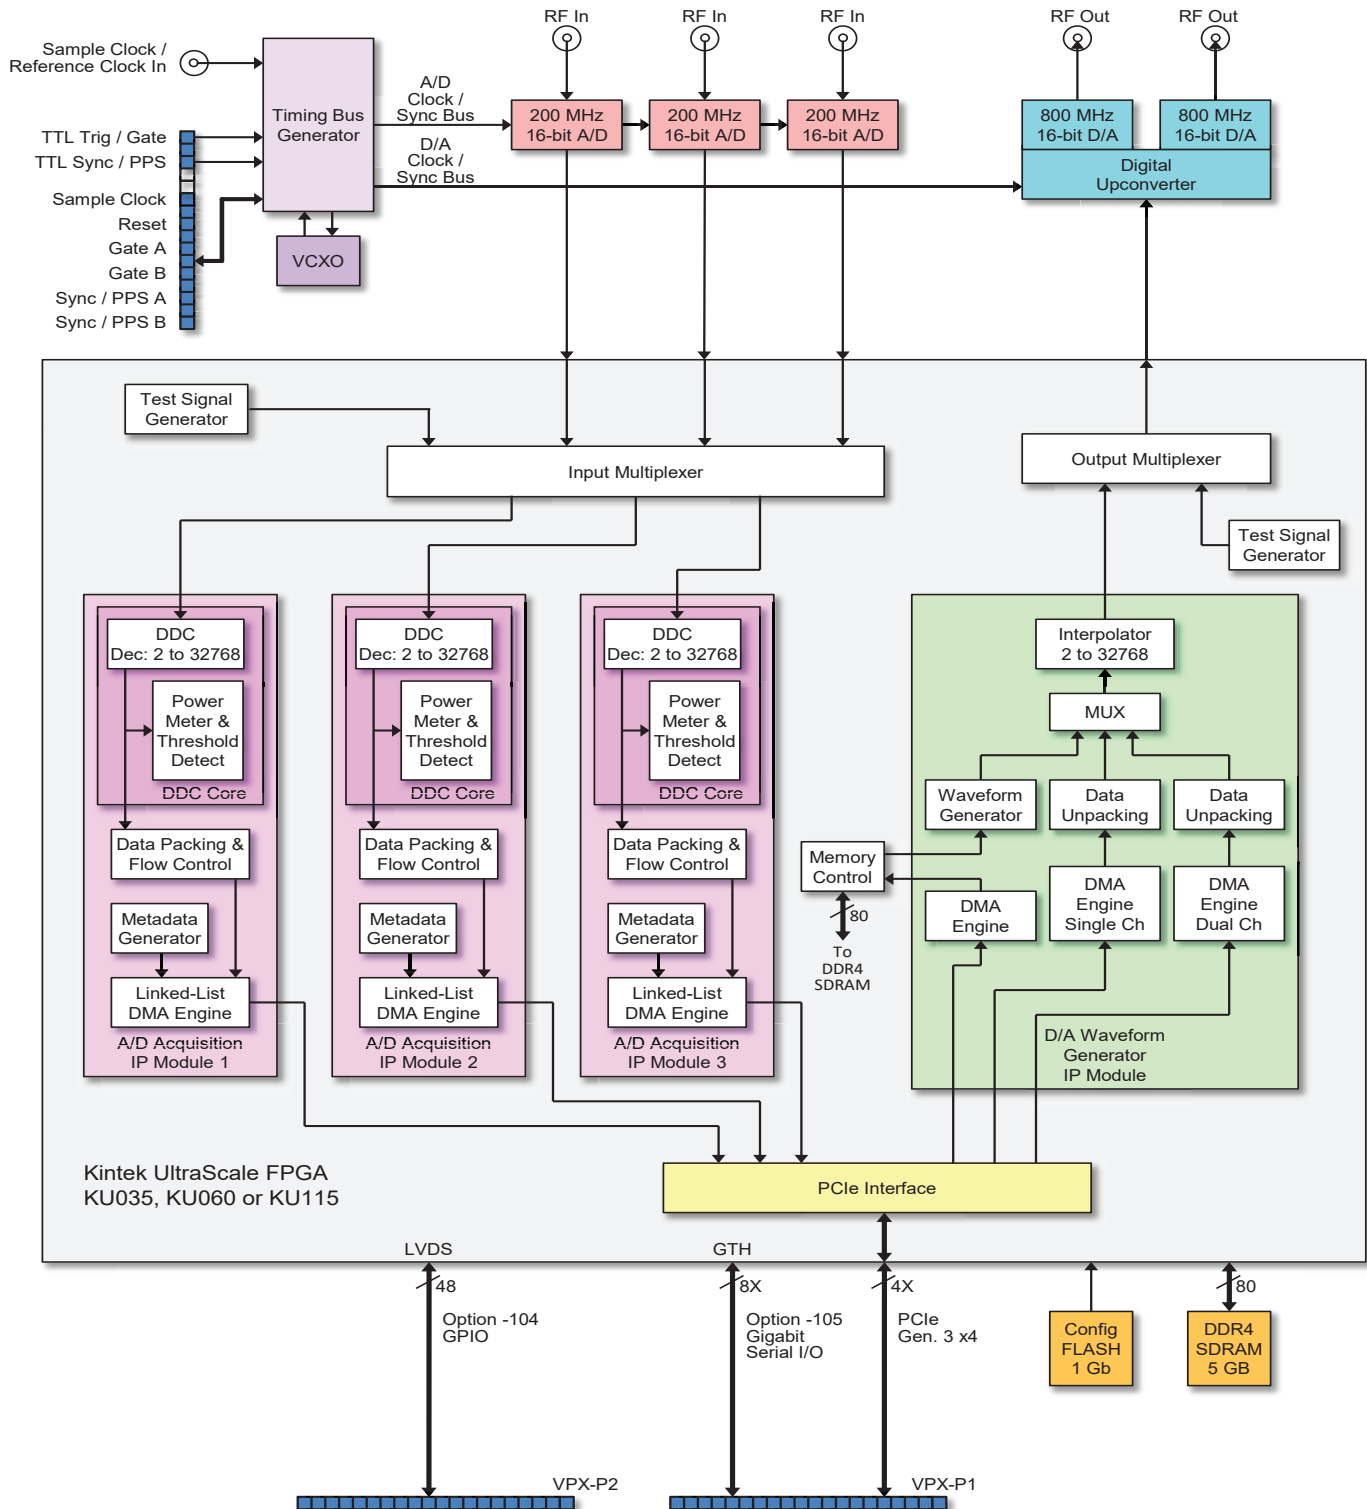 RF In
RF In
RF In
RF Out
RF Out
Sample Clock /
Reference Clock In
TTL Trig / Gate
TTL Sync / PPS
Sample Clock
Reset
Gate A
Gate B
Sync / PPS A
Sync / PPS B
Timing Bus
Generator
VCXO
A/D
Clock /
Sync Bus
D/A
Clock /
Sync Bus
200 MHz
16-bit A/D
200 MHz
16-bit A/D
200 MHz
16-bit A/D
800 MHz
16-bit D/A
800 MHz
16-bit D/A
Digital
Upconverter
Test Signal
Generator
Input Multiplexer
Output Multiplexer
Test Signal
Generator
DDC
Dec: 2 to 32768
Power
Meter &
Threshold
Detect
DDC Core
Data Packing &
Flow Control
Metadata
Generator
Linked-List
DMA Engine
A/D Acquisition
IP Module 1
DDC
Dec: 2 to 32768
Power
Meter &
Threshold
Detect
DDC Core
Data Packing &
Flow Control
Metadata
Generator
Linked-List
DMA Engine
A/D Acquisition
IP Module 2
DDC
Dec: 2 to 32768
Power
Meter &
Threshold
Detect
DDC Core
Data Packing &
Flow Control
Metadata
Generator
Linked-List
DMA Engine
A/D Acquisition
IP Module 3
Interpolator
2 to 32768
MUX
Waveform
Generator
Data
Unpacking
Data
Unpacking
Memory
Control
80
To
DDR4
SDRAM
DMA
Engine
DMA
Engine
Single Ch
DMA
Engine
Dual Ch
D/A Waveform
Generator
IP Module
Kintek UltraScale FPGA
KU035, KU060 or KU115
PCIe Interface
LVDS
GTH
48
8X
4X
80
Option -104
GPIO
Option -105
Gigabit
Serial I/O
PCIe
Gen. 3 x4
Config
FLASH
1 Gb
DDR4
SDRAM
5 GB
VPX-P2
VPX-P1